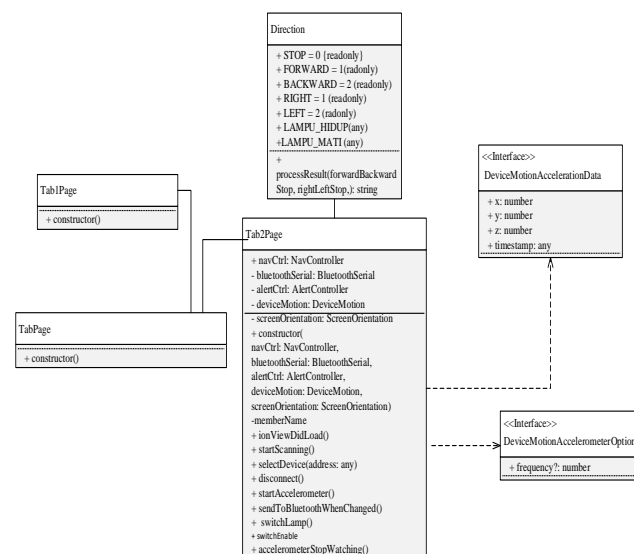 Direction
+ STOP = 0 {readonly}
+ FORWARD = 1(radonly)
+ BACKWARD = 2 (readonly)
+ RIGHT = 1 (readonly)
+ LEFT = 2 (radonly)
+ LAMPU_HIDUP(any)
+LAMPU_MATI (any)
+
processResult(forwardBackward
Stop, rightLeftStop,): string
Tab1Page
+ constructor()
TabPage
+ constructor()
Tab2Page
+ navCtrl: NavController
- bluetoothSerial: BluetoothSerial
- alertCtrl: AlertController
- deviceMotion: DeviceMotion
- screenOrientation: ScreenOrientation
+ constructor(
navCtrl: NavController,
bluetoothSerial: BluetoothSerial,
alertCtrl: AlertController,
deviceMotion: DeviceMotion,
screenOrientation: ScreenOrientation)
-memberName
+ ionViewDidLoad()
+ startScanning()
+ selectDevice(address: any)
+ disconnect()
+ startAccelerometer()
+ sendToBluetoothWhenChanged()
+ switchLamp()
+ switchEnable
+ accelerometerStopWatching()
<<Interface>>
DeviceMotionAccelerationData
+ x: number
+ y: number
+ z: number
+ timestamp: any
<<Interface>>
DeviceMotionAccelerometerOption
+ frequency?: number